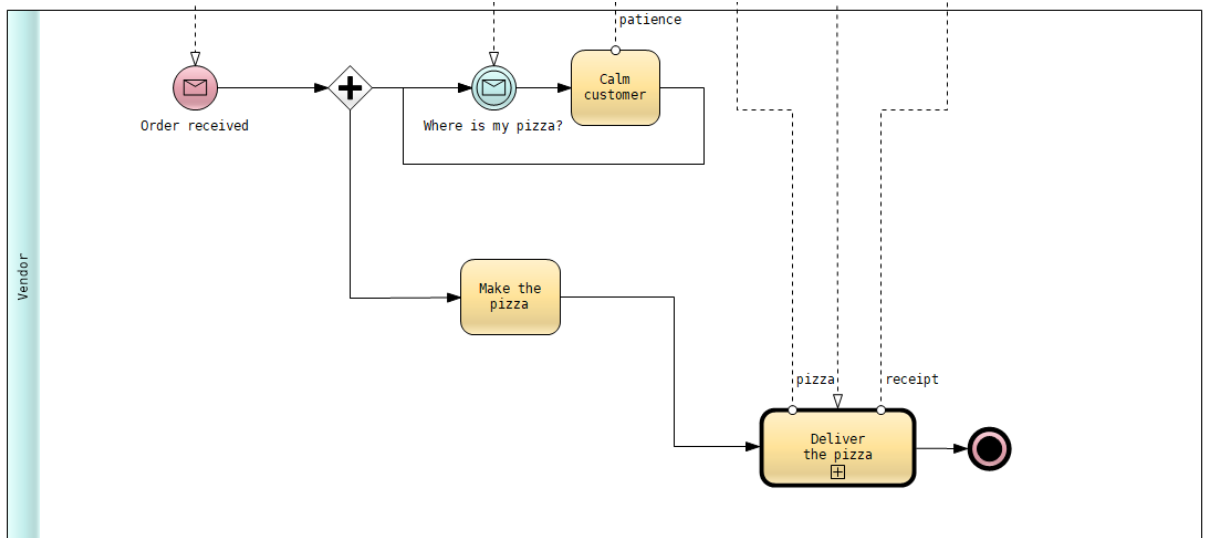 patience
Calm
customer
Order received
Where is my pizza?
Vendor
Make the
pizza
pizza
receipt
Deliver
the pizza